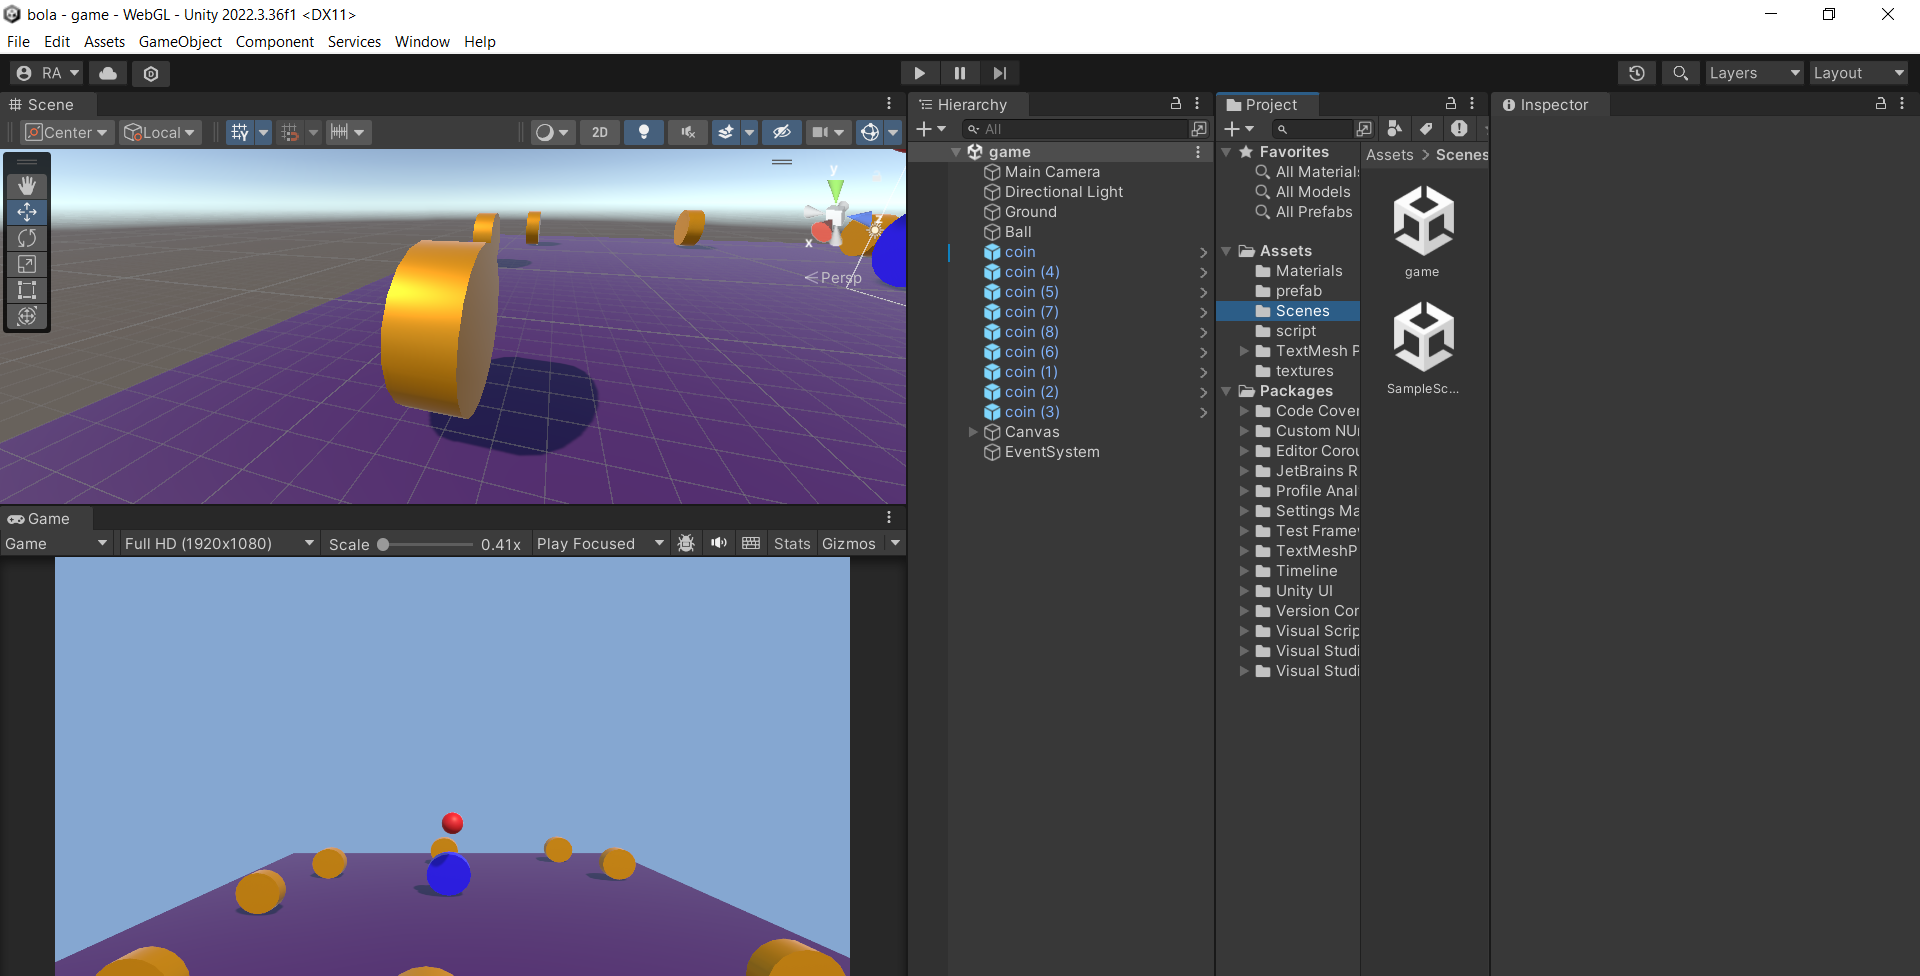 bola - game - WebGL - Unity 2022.3.36f1 <DX11>
File Edit Assets GameObject Component Services Window Help
RA
Layers Layout
Scene
Center Local 2D
y
z
x
Persp
Game
Game Full HD (1920x1080) Scale 0.41x Play Focused Stats Gizmos
Hierarchy
All
game
Main Camera
Directional Light
Ground
Ball
coin
coin (4)
coin (5)
coin (7)
coin (8)
coin (6)
coin (1)
coin (2)
coin (3)
Canvas
EventSystem
Project
Favorites
All Materials
All Models
All Prefabs
Assets
Materials
prefab
Scenes
script
TextMesh P
textures
Packages
Code Cover
Custom NU
Editor Corou
JetBrains R
Profile Anal
Settings Ma
Test Frame
TextMeshP
Timeline
Unity UI
Version Cor
Visual Scrip
Visual Studi
Visual Studi
Assets > Scenes
game
SampleSc...
Inspector